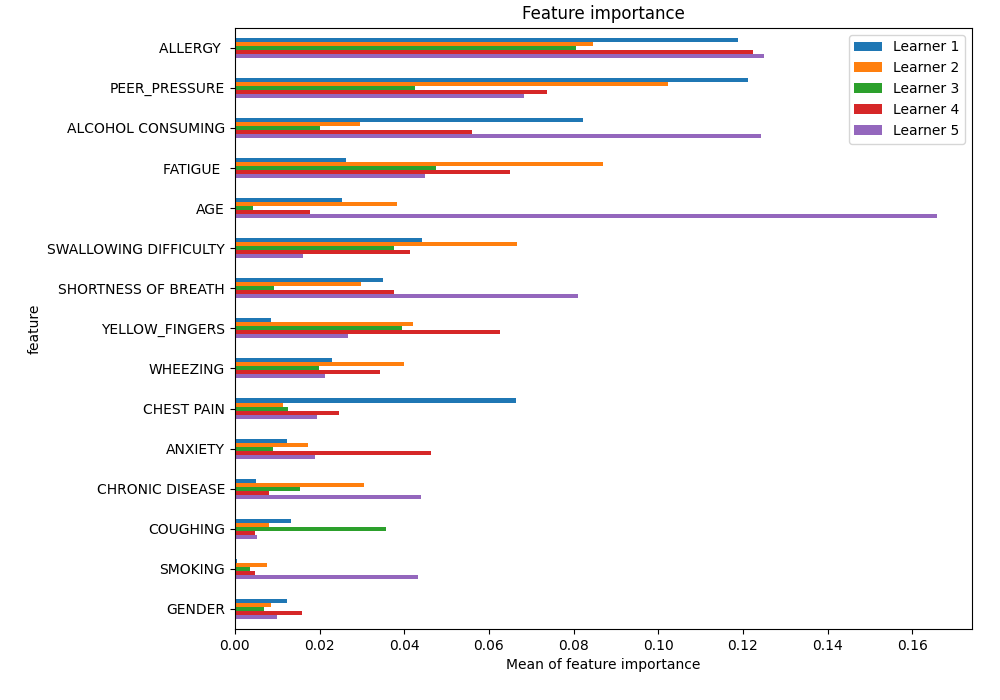 Feature importance
ALLERGY
PEER_PRESSURE
ALCOHOL CONSUMING
FATIGUE
AGE
SWALLOWING DIFFICULTY
SHORTNESS OF BREATH
YELLOW_FINGERS
WHEEZING
CHEST PAIN
ANXIETY
CHRONIC DISEASE
COUGHING
SMOKING
GENDER
feature
Learner 1
Learner 2
Learner 3
Learner 4
Learner 5
0.00 0.02 0.04 0.06 0.08 0.10 0.12 0.14 0.16
Mean of feature importance